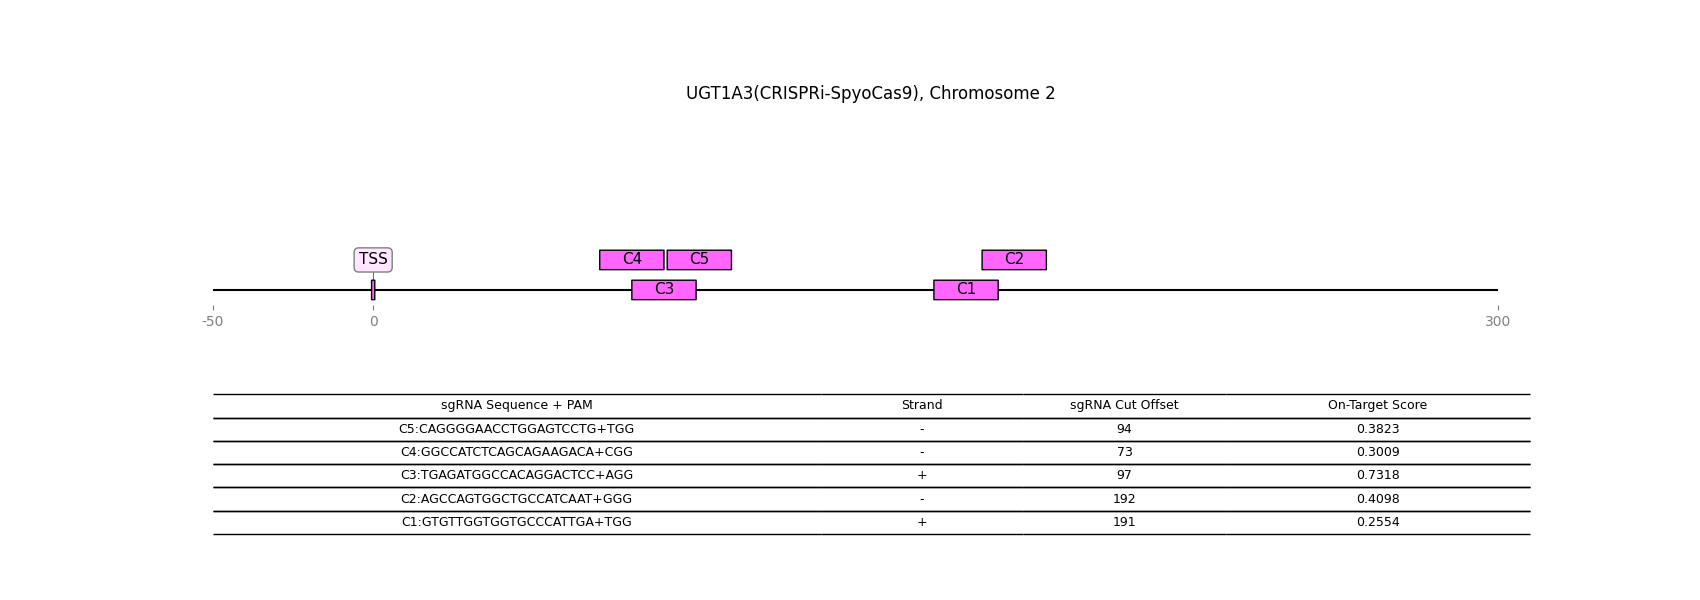 UGT1A3(CRISPRi-SpyoCas9), Chromosome 2
TSS C4 C5 C2
C3 C1
-50 0 300
sgRNA Sequence + PAM Strand sgRNA Cut Offset On-Target Score
C5:CAGGGGAACCTGGAGTCCTG+TGG - 94 0.3823
C4:GGCCATCTCAGCAGAAGACA+CGG - 73 0.3009
C3:TGAGATGGCCACAGGACTCC+AGG + 97 0.7318
C2:AGCCAGTGGCTGCCATCAAT+GGG - 192 0.4098
C1:GTGTTGGTGGTGCCCATTGA+TGG + 191 0.2554